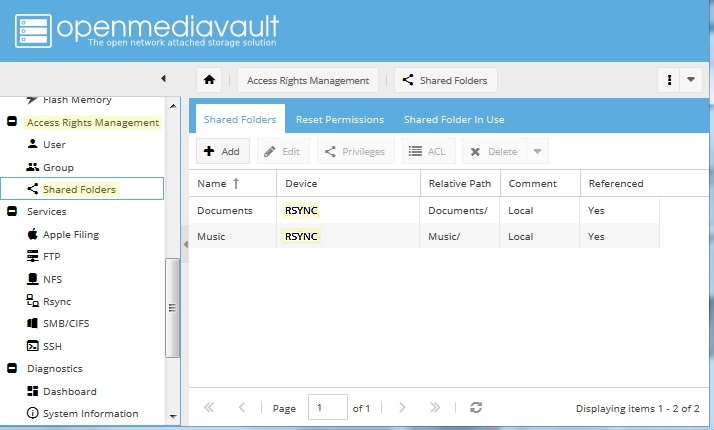 openmediavault
The open network attached storage solution
Access Rights Management
Shared Folders
Flash Memory
Access Rights Management
User
Group
Shared Folders
Services
Apple Filing
FTP
NFS
Rsync
SMB/CIFS
SSH
Diagnostics
Dashboard
System Information
Shared Folders Reset Permissions Shared Folder In Use
Add Edit Privileges ACL Delete
Name Device Relative Path Comment Referenced
Documents RSYNC Documents/ Local Yes
Music RSYNC Music/ Local Yes
Page 1 of 1 Displaying items 1 - 2 of 2